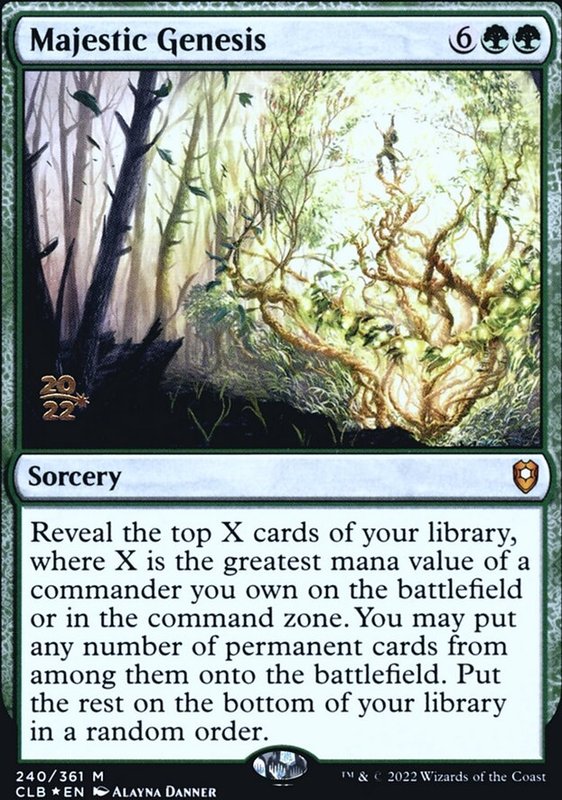 Majestic Genesis 6
20
22
Sorcery
Reveal the top X cards of your library,
where X is the greatest mana value of a
commander you own on the battlefield
or in the command zone. You may put
any number of permanent cards from
among them onto the battlefield. Put
the rest on the bottom of your library
in a random order.
240/361 M
CLB ★ EN Alayna Danner
™ & © 2022 Wizards of the Coast